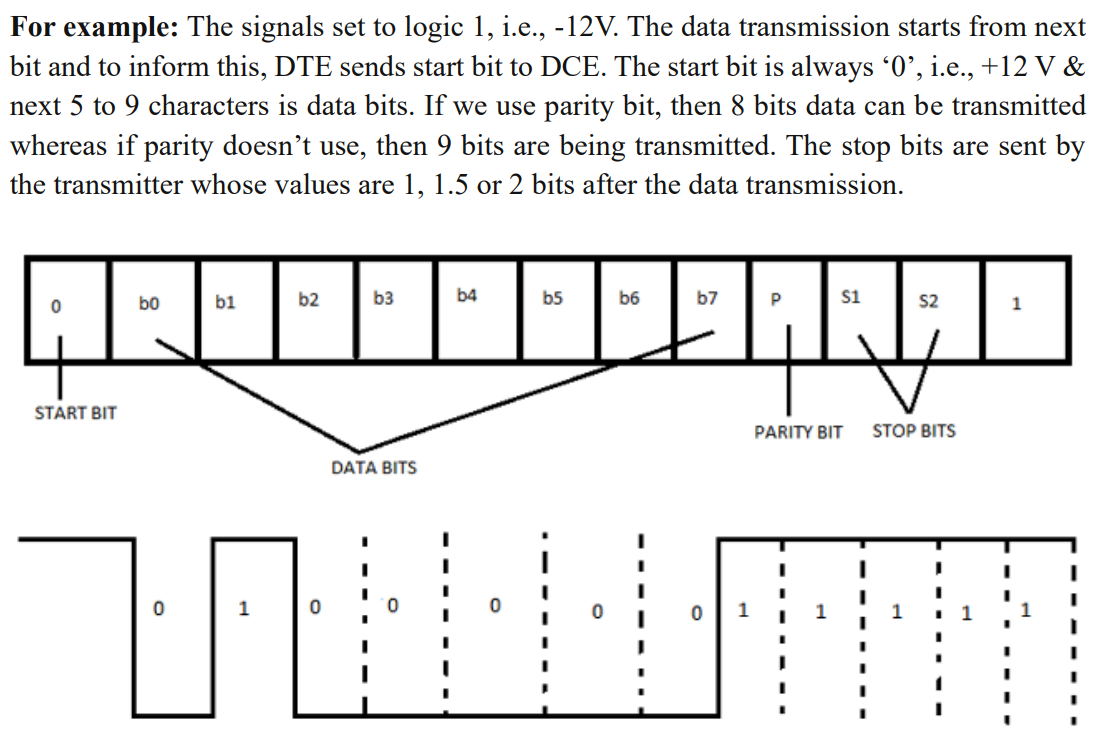 For example: The signals set to logic 1, i.e., -12V. The data transmission starts from next
bit and to inform this, DTE sends start bit to DCE. The start bit is always ‘0’, i.e., +12 V &
next 5 to 9 characters is data bits. If we use parity bit, then 8 bits data can be transmitted
whereas if parity doesn’t use, then 9 bits are being transmitted. The stop bits are sent by
the transmitter whose values are 1, 1.5 or 2 bits after the data transmission.
0 b0 b1 b2 b3 b4 b5 b6 b7 P S1 S2 1
START BIT
PARITY BIT STOP BITS
DATA BITS
0 1 0 0 0 0 0 1 1 1 1 1